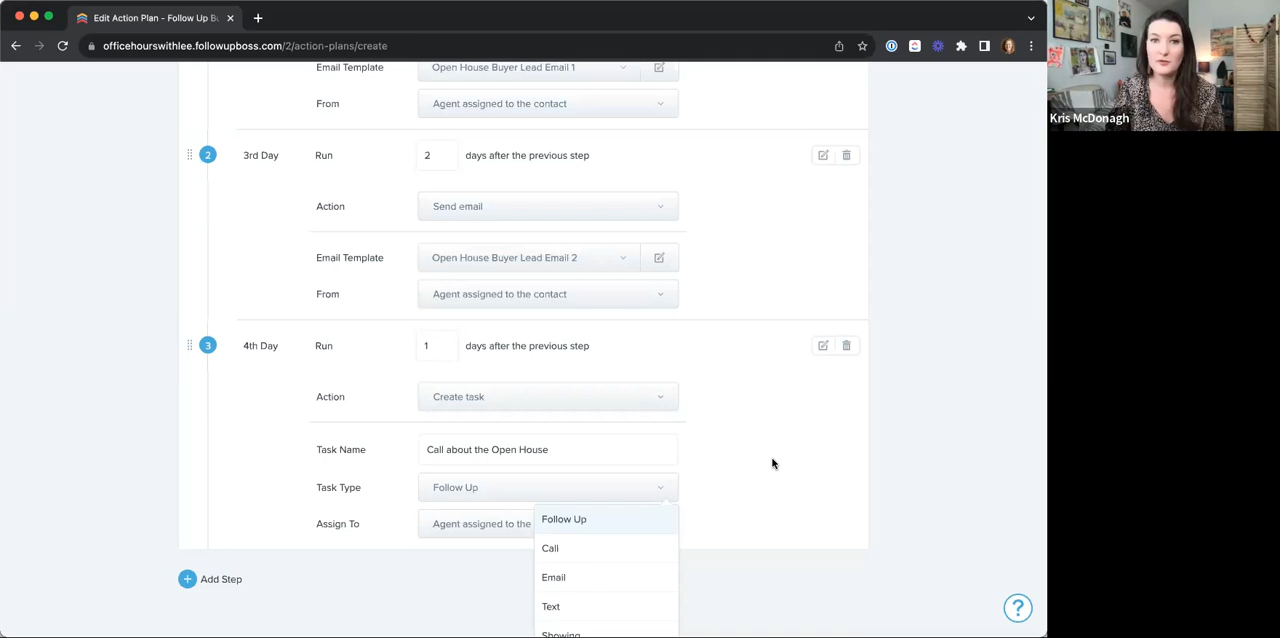 Edit Action Plan - Follow Up Bo
officehourswithlee.followupboss.com/2/action-plans/create
Kris McDonagh
Email Template
Open House Buyer Lead Email 1
From
Agent assigned to the contact
2
3rd Day
Run
2
days after the previous step
Action
Send email
Email Template
Open House Buyer Lead Email 2
From
Agent assigned to the contact
3
4th Day
Run
1
days after the previous step
Action
Create task
Task Name
Call about the Open House
Task Type
Follow Up
Assign To
Agent assigned to the
Follow Up
Call
Email
Text
Showing
+ Add Step
?